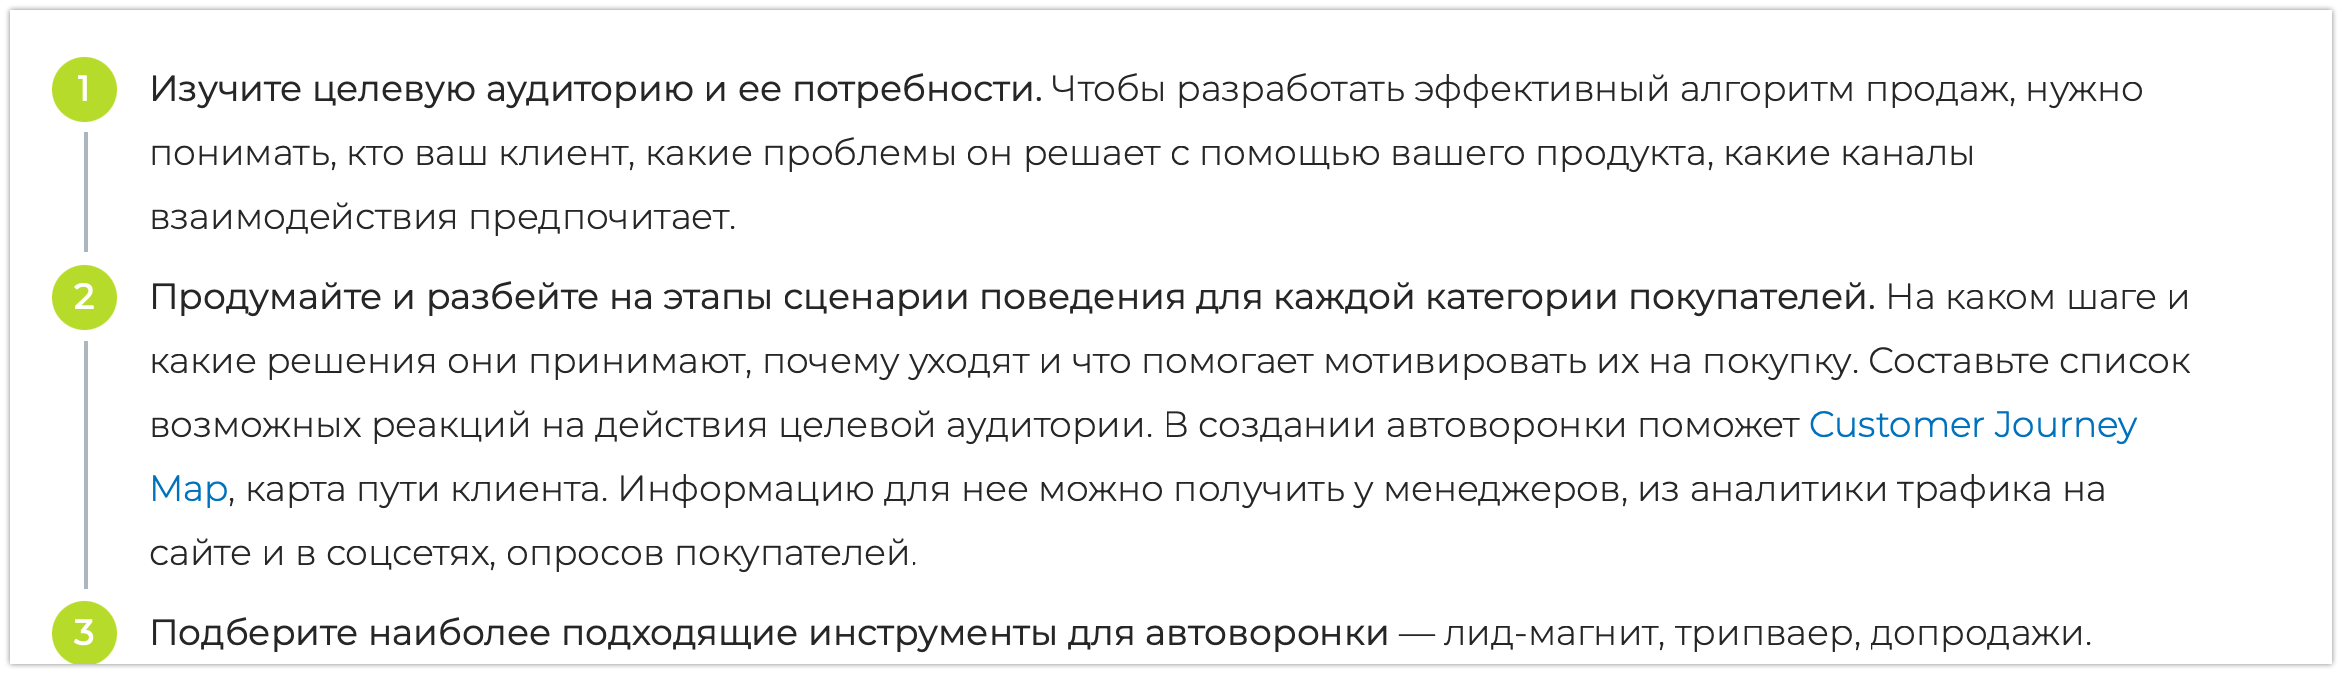 1 Изучите целевую аудиторию и ее потребности. Чтобы разработать эффективный алгоритм продаж, нужно
понимать, кто ваш клиент, какие проблемы он решает с помощью вашего продукта, какие каналы
взаимодействия предпочитает.
2 Продумайте и разбейте на этапы сценарии поведения для каждой категории покупателей. На каком шаге и
какие решения они принимают, почему уходят и что помогает мотивировать их на покупку. Составьте список
возможных реакций на действия целевой аудитории. В создании автоворонки поможет Customer Journey
Map, карта пути клиента. Информацию для нее можно получить у менеджеров, из аналитики трафика на
сайте и в соцсетях, опросов покупателей.
3 Подберите наиболее подходящие инструменты для автоворонки — лид-магнит, трипваер, допродажи.